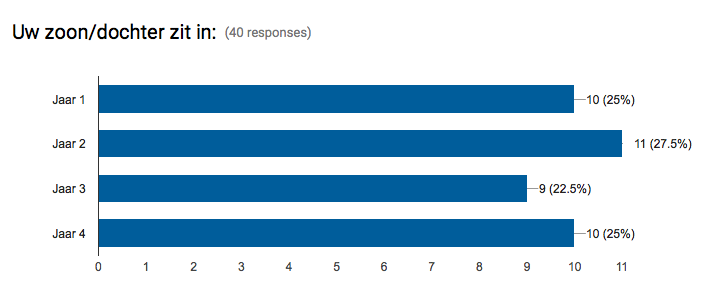 Uw zoon/dochter zit in: (40 responses)
Jaar 1 10 (25%)
Jaar 2 11 (27.5%)
Jaar 3 9 (22.5%)
Jaar 4 10 (25%)
0 1 2 3 4 5 6 7 8 9 10 11